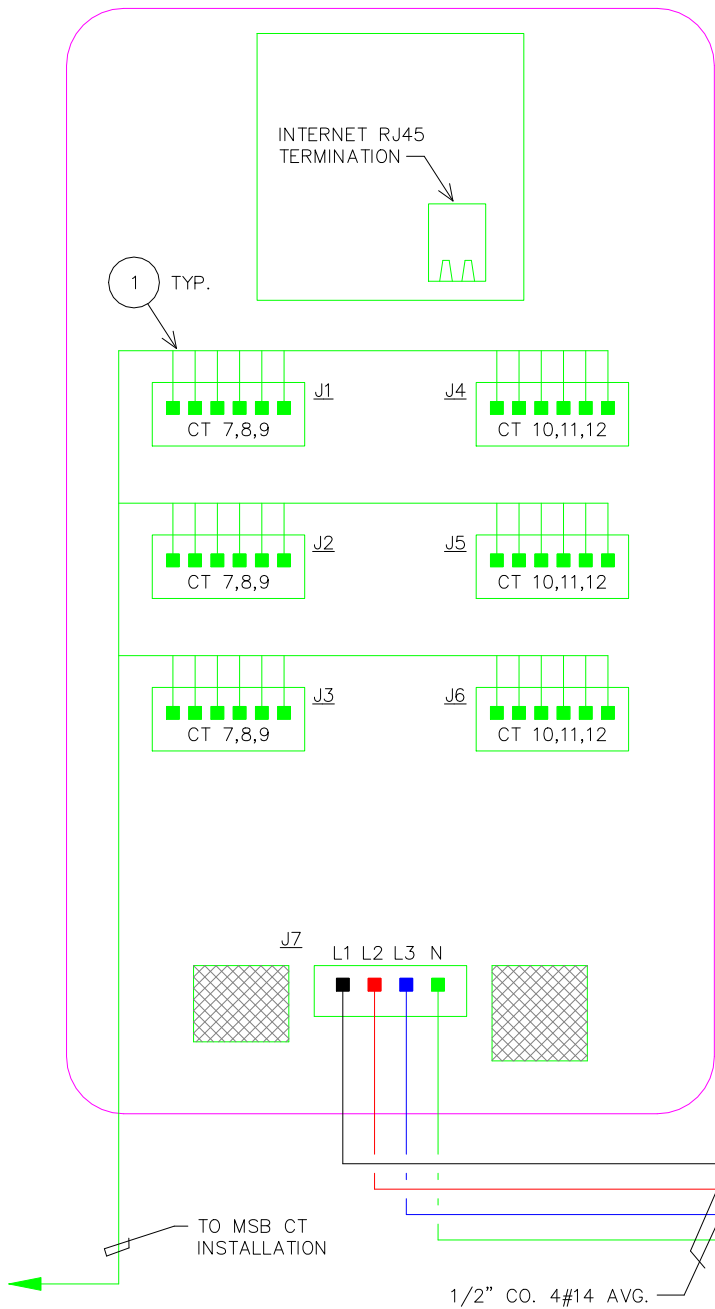 INTERNET RJ45
TERMINATION
1 TYP.
J1
J4
CT 7,8,9
CT 10,11,12
J2
J5
CT 7,8,9
CT 10,11,12
J3
J6
CT 7,8,9
CT 10,11,12
J7
L1 L2 L3 N
TO MSB CT
INSTALLATION
1/2" CO. 4#14 AVG.